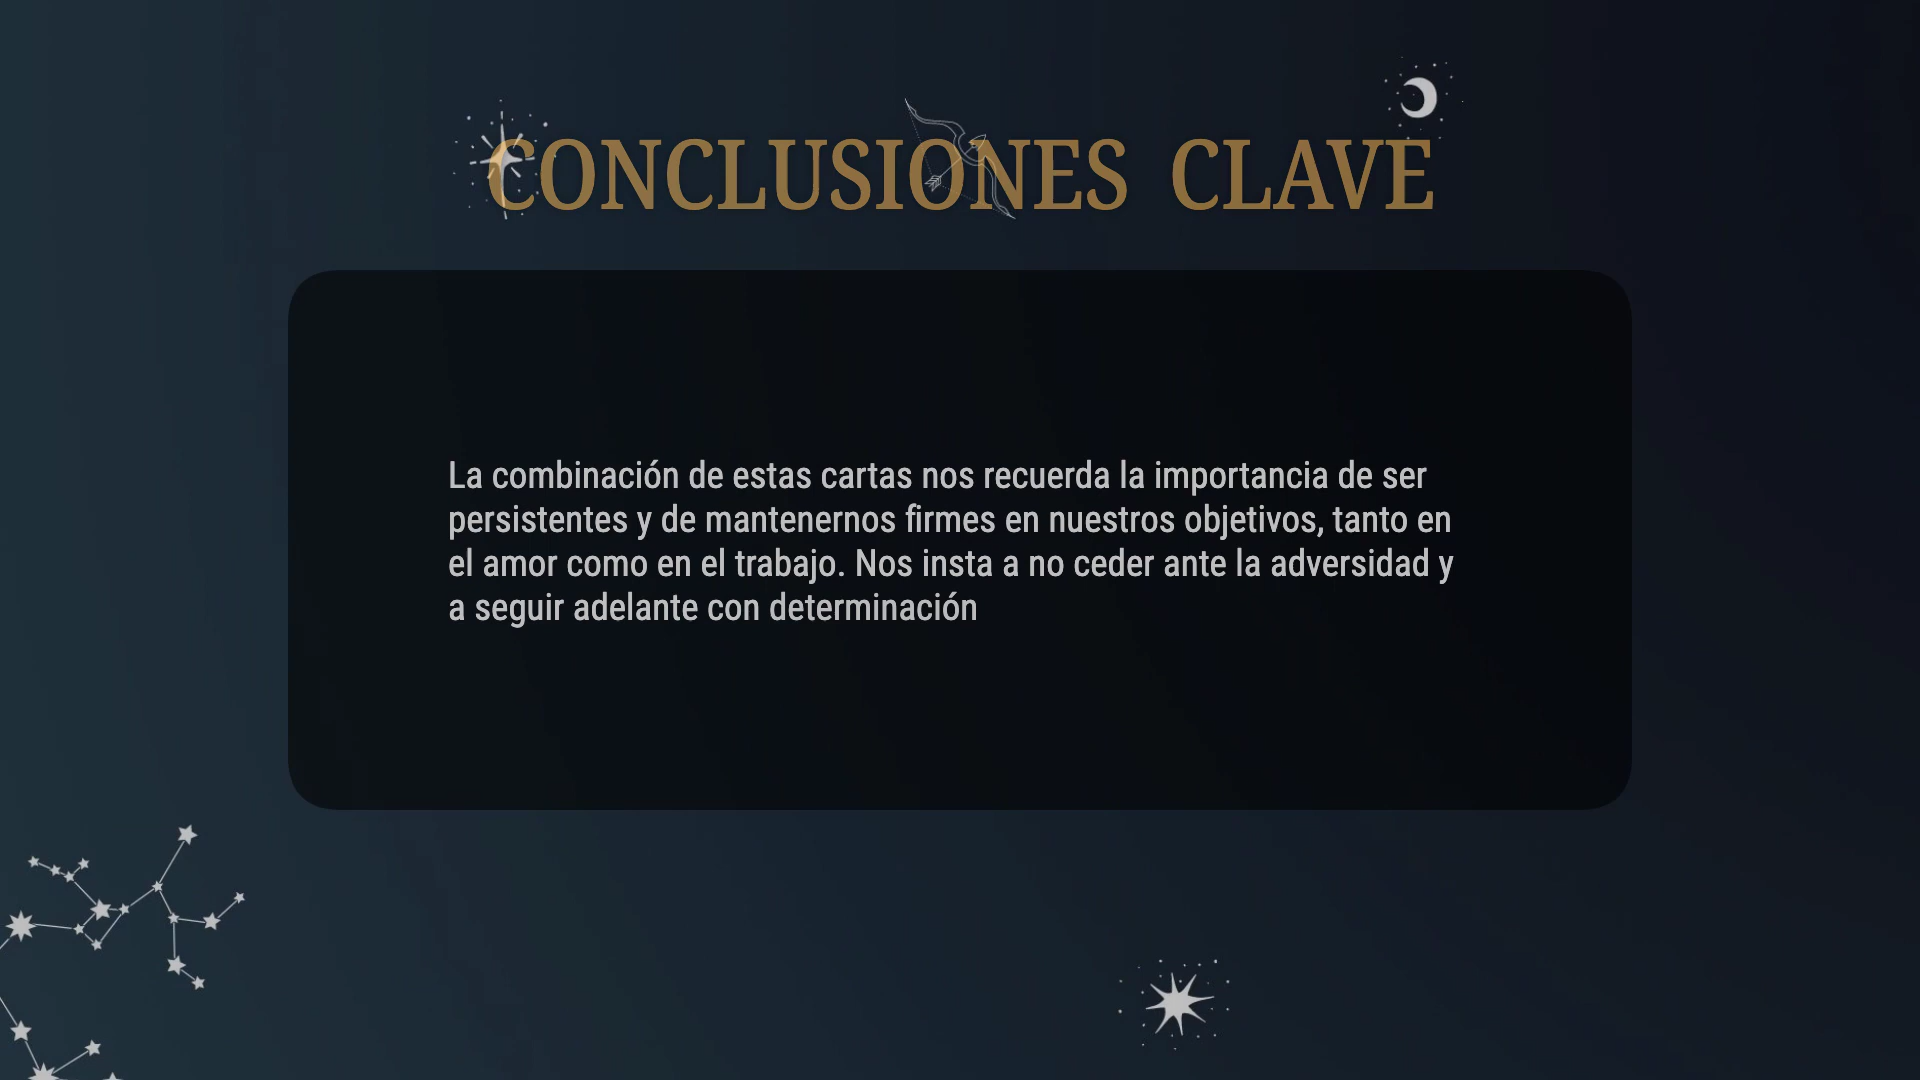 CONCLUSIONES CLAVE
La combinación de estas cartas nos recuerda la importancia de ser
persistentes y de mantenernos firmes en nuestros objetivos, tanto en
el amor como en el trabajo. Nos insta a no ceder ante la adversidad y
a seguir adelante con determinación